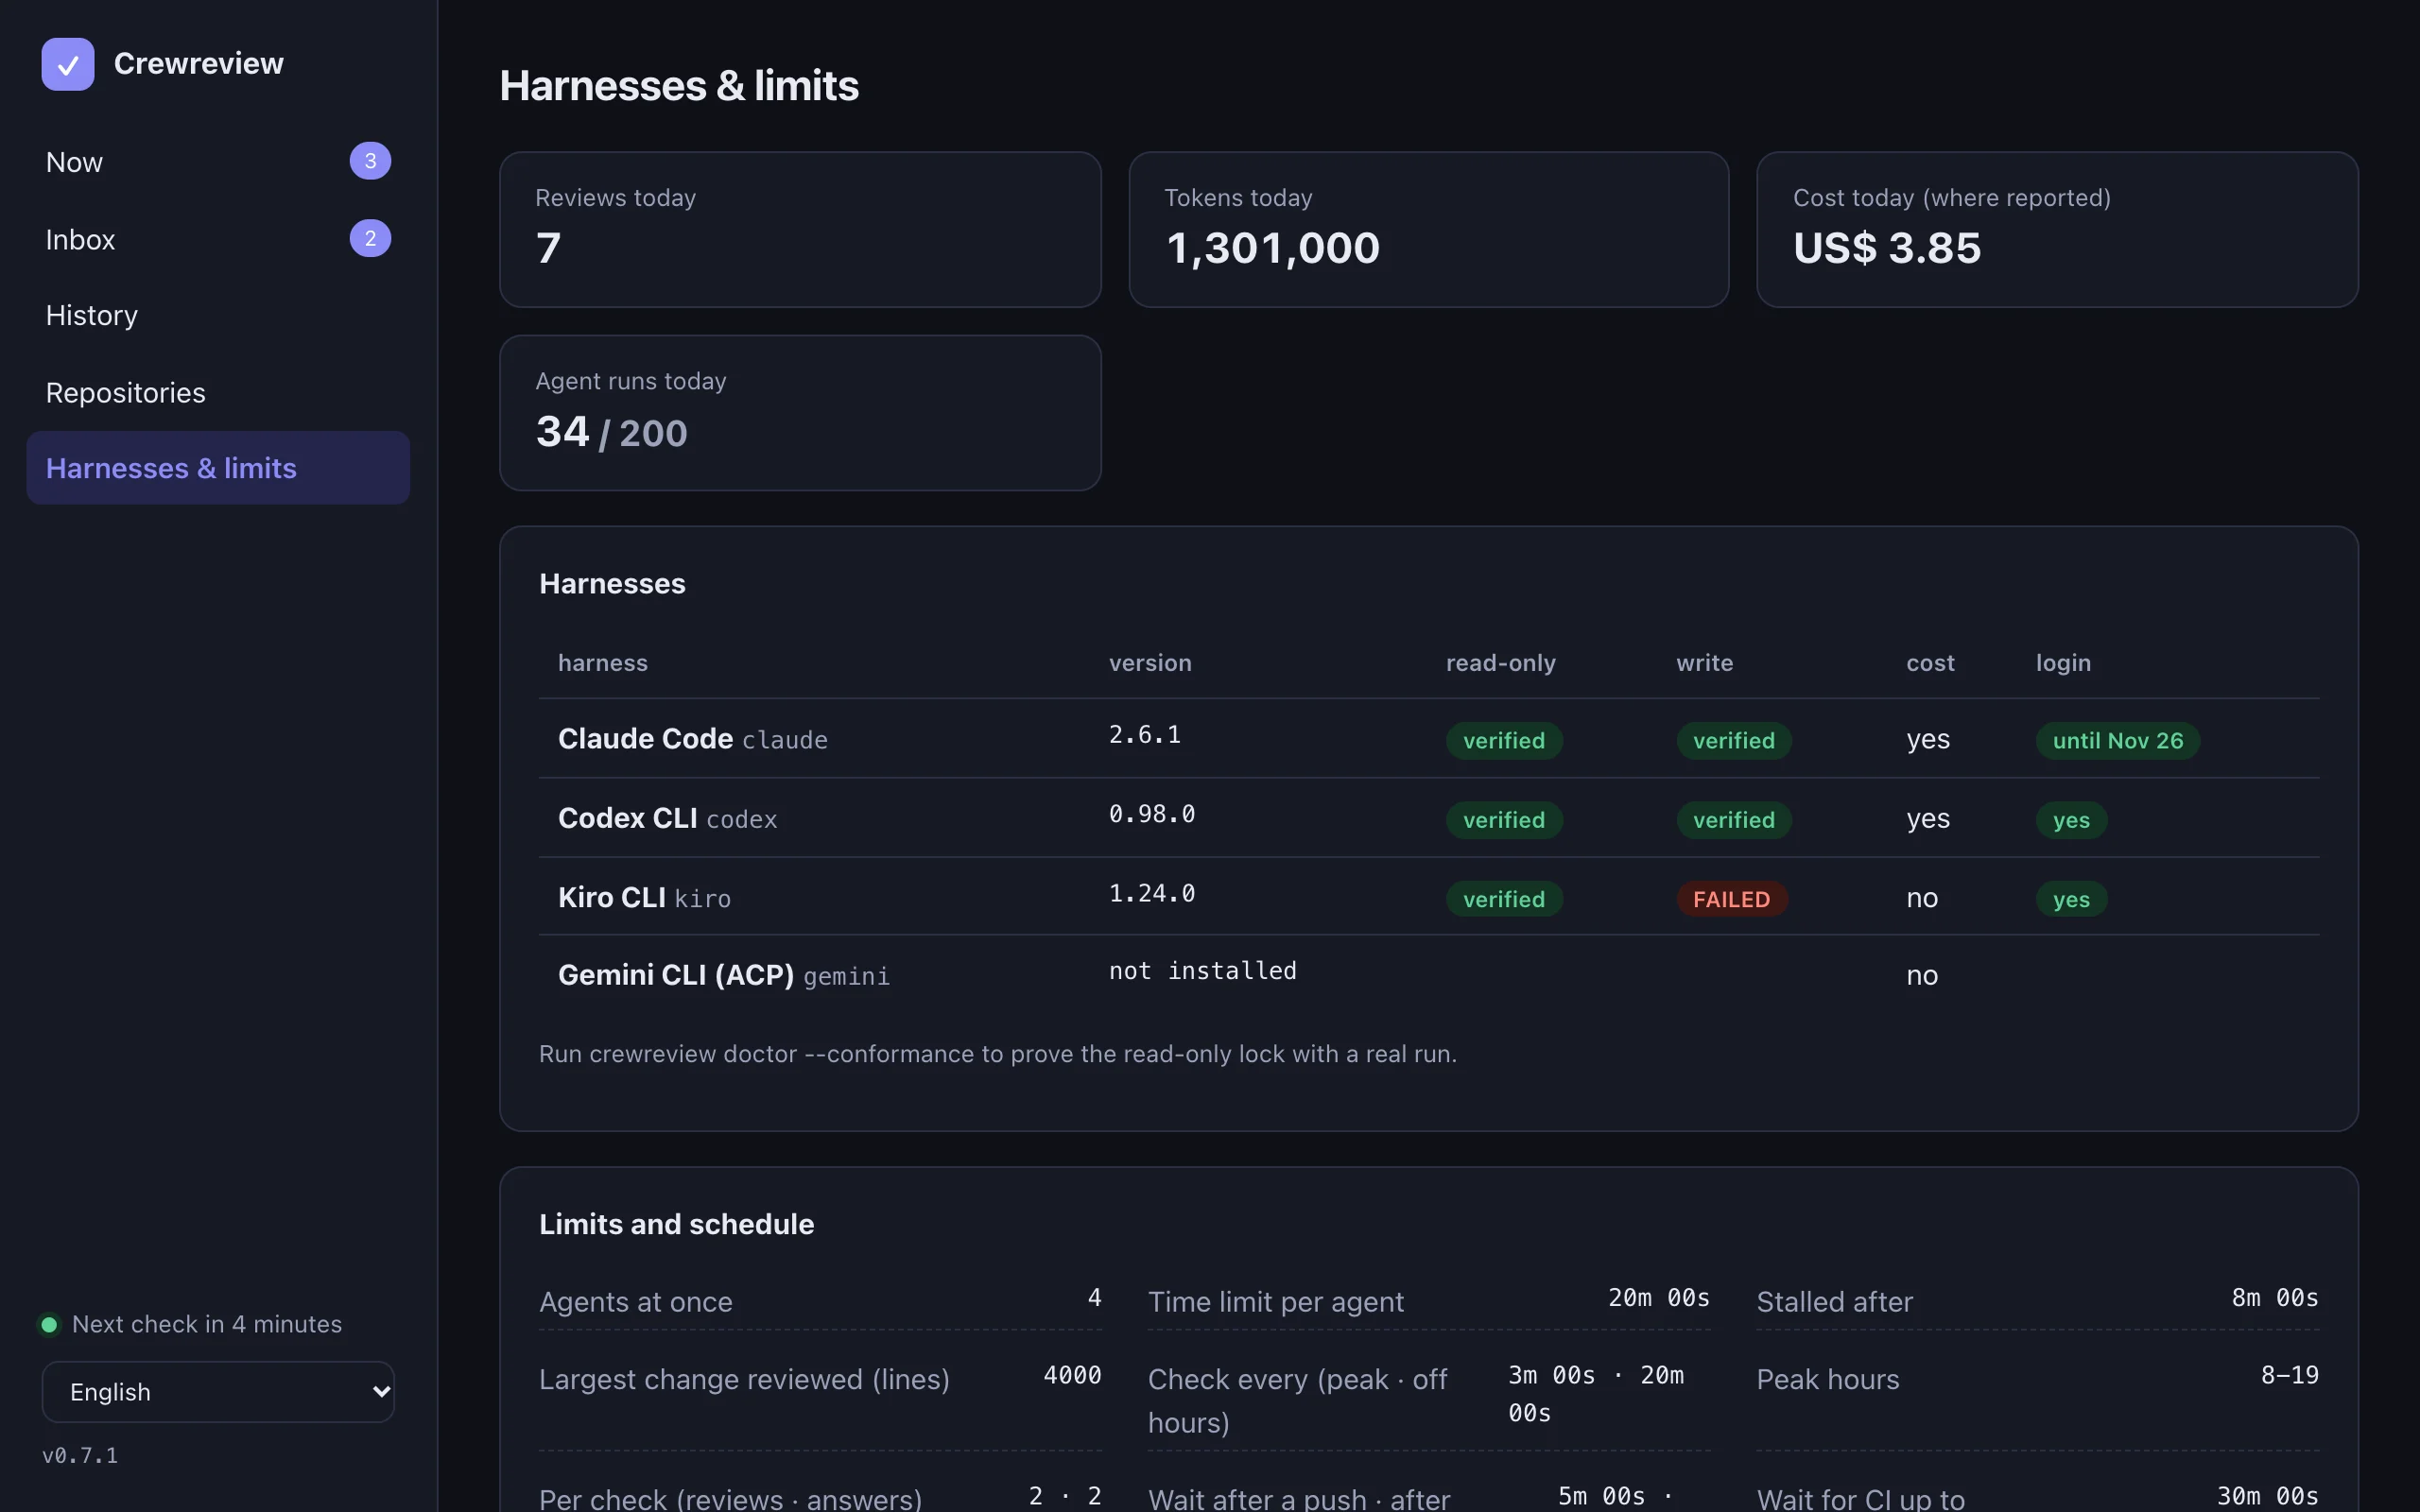 Crewreview
Now 3
Inbox 2
History
Repositories
Harnesses & limits
Next check in 4 minutes
English
v0.7.1
Harnesses & limits
Reviews today
7
Tokens today
1,301,000
Cost today (where reported)
US$ 3.85
Agent runs today
34 / 200
Harnesses
harness version read-only write cost login
Claude Code claude 2.6.1 verified verified yes until Nov 26
Codex CLI codex 0.98.0 verified verified yes yes
Kiro CLI kiro 1.24.0 verified FAILED no yes
Gemini CLI (ACP) gemini not installed no
Run crewreview doctor --conformance to prove the read-only lock with a real run.
Limits and schedule
Agents at once 4
Time limit per agent 20m 00s
Stalled after 8m 00s
Largest change reviewed (lines) 4000
Check every (peak · off 3m 00s · 20m
hours) 00s
Peak hours 8–19
Per check (reviews · answers) 2 · 2
Wait after a push · after 5m 00s ·
Wait for CI up to 30m 00s